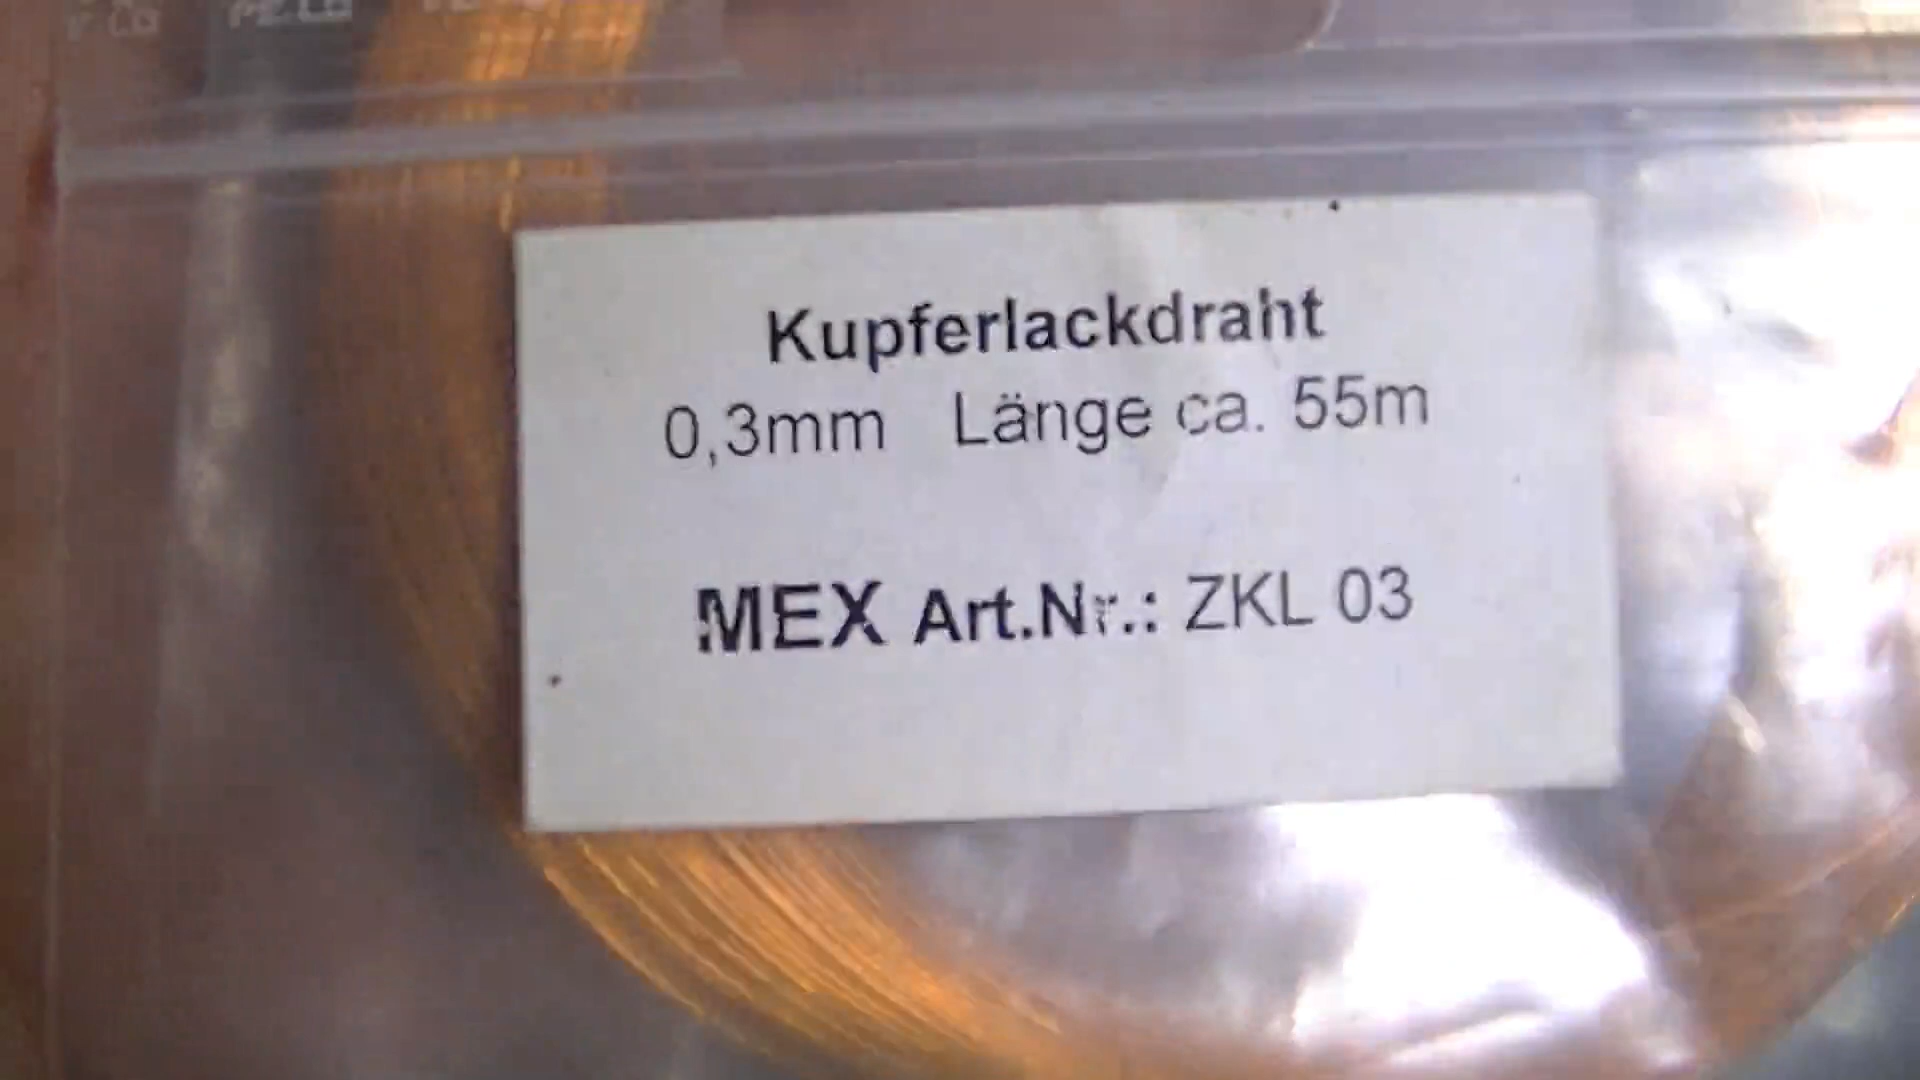 Kupferlackdraht
0,3mm Länge ca. 55m
MEX Art.Nr.: ZKL 03